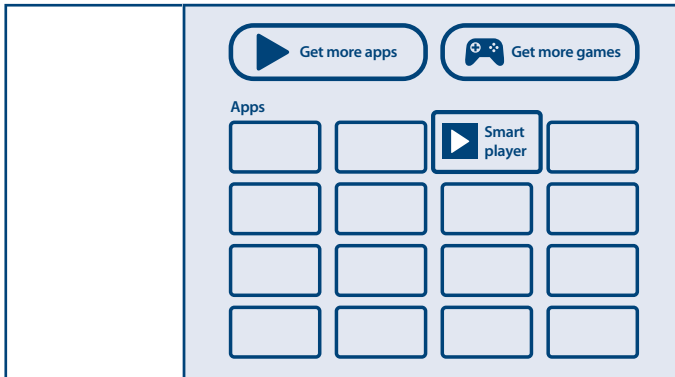 Get more apps
Get more games
Apps
Smart
player